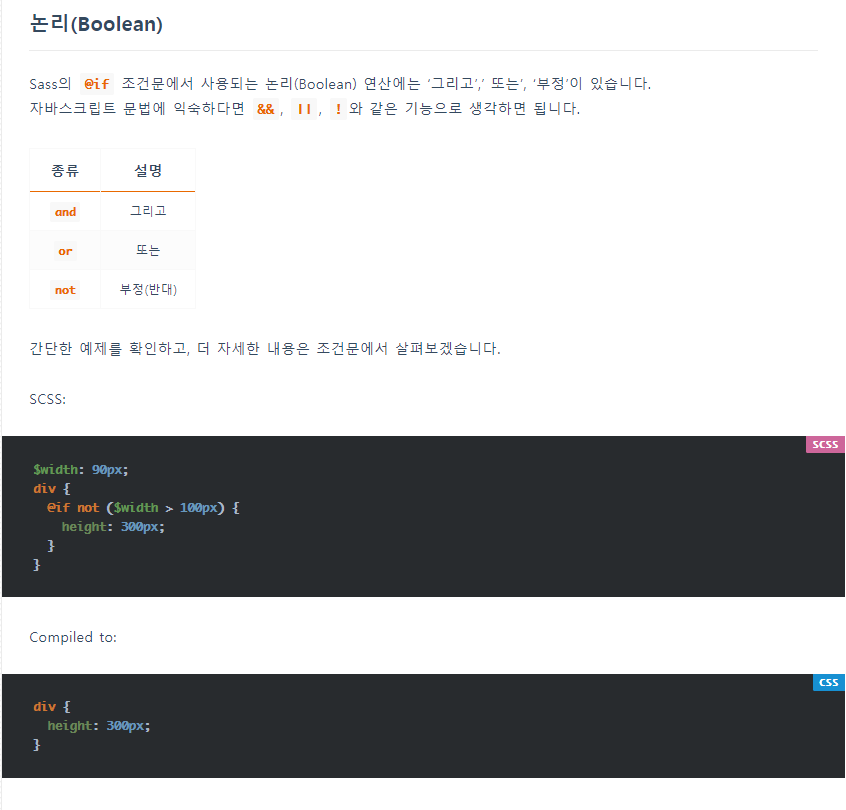 논리(Boolean)
Sass의 @if 조건문에서 사용되는 논리(Boolean) 연산에는 ‘그리고’,’ 또는’, ‘부정’이 있습니다.
자바스크립트 문법에 익숙하다면 &&, ||, !와 같은 기능으로 생각하면 됩니다.
종류 설명
and 그리고
or 또는
not 부정(반대)
간단한 예제를 확인하고, 더 자세한 내용은 조건문에서 살펴보겠습니다.
SCSS:
SCSS
$width: 90px;
div {
  @if not ($width > 100px) {
    height: 300px;
  }
}
Compiled to:
CSS
div {
  height: 300px;
}